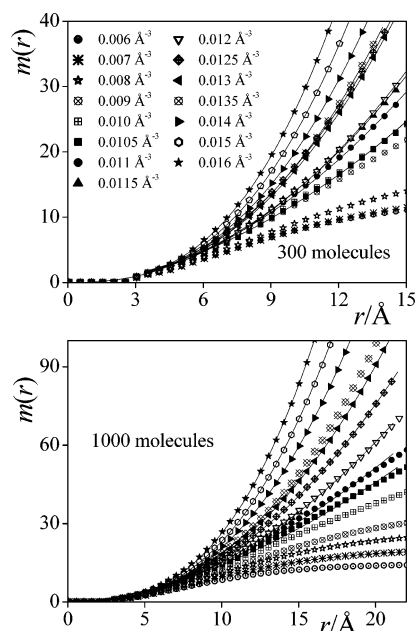 m(r)
40
30
20
10
0
0.006 Å⁻³
0.007 Å⁻³
0.008 Å⁻³
0.009 Å⁻³
0.010 Å⁻³
0.0105 Å⁻³
0.011 Å⁻³
0.0115 Å⁻³
0.012 Å⁻³
0.0125 Å⁻³
0.013 Å⁻³
0.0135 Å⁻³
0.014 Å⁻³
0.015 Å⁻³
0.016 Å⁻³
300 molecules
0 3 6 9 12 15
r/Å
m(r)
90
60
30
0
1000 molecules
0 5 10 15 20
r/Å